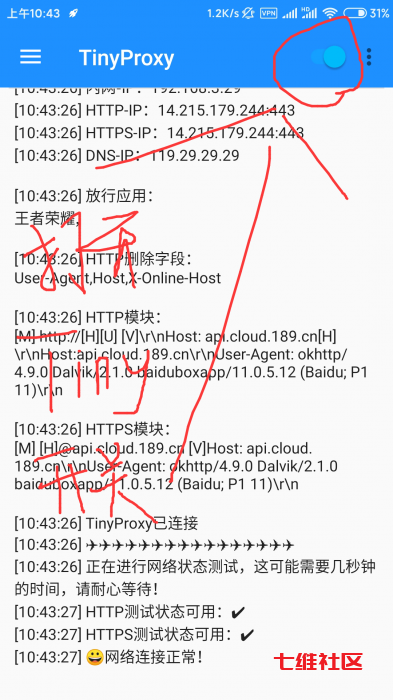 上午10:43
1.2K/s
VPN
HD
31%
TinyProxy
[10:43:26] 内网-IP：192.168.3.29
[10:43:26] HTTP-IP：14.215.179.244:443
[10:43:26] HTTPS-IP：14.215.179.244:443
[10:43:26] DNS-IP：119.29.29.29
[10:43:26] 放行应用：
王者荣耀，
打开
[10:43:26] HTTP删除字段：
User-Agent,Host,X-Online-Host
[10:43:26] HTTP模块：
[M] http://[H][U] [V]\r\nHost: api.cloud.189.cn[H]
\r\nHost:api.cloud.189.cn\r\nUser-Agent: okhttp/
4.9.0 Dalvik/2.1.0 baiduboxapp/11.0.5.12 (Baidu; P1
11)\r\n
Tiny
[10:43:26] HTTPS模块：
[M] [H]@api.cloud.189.cn [V]Host: api.cloud.
189.cn\r\nUser-Agent: okhttp/4.9.0 Dalvik/2.1.0
baiduboxapp/11.0.5.12 (Baidu; P1 11)\r\n
开关
[10:43:26] TinyProxy已连接
[10:43:26] ✈✈✈✈✈✈✈✈✈✈✈✈✈✈✈✈
[10:43:26] 正在进行网络状态测试，这可能需要几秒钟
的时间，请耐心等待！
[10:43:27] HTTP测试状态可用：✔
[10:43:27] HTTPS测试状态可用：✔
[10:43:27] 😀网络连接正常！
七维社区